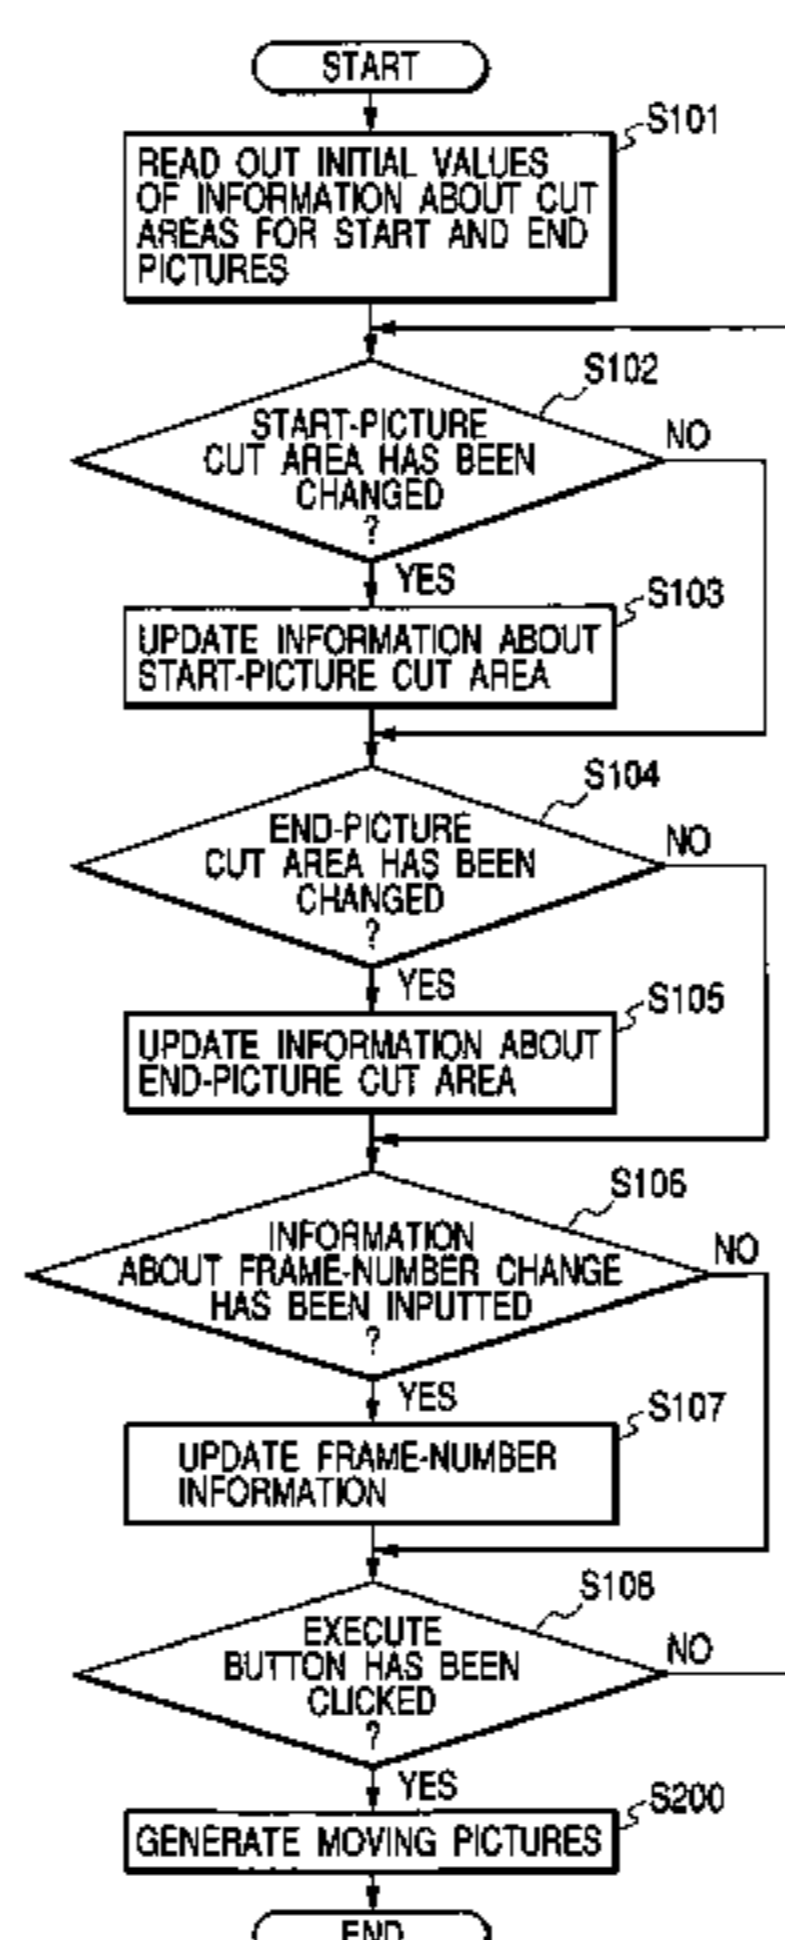 START
S101
READ OUT INITIAL VALUES
OF INFORMATION ABOUT CUT
AREAS FOR START AND END
PICTURES
S102
START-PICTURE
CUT AREA HAS BEEN
CHANGED
?
NO
YES
S103
UPDATE INFORMATION ABOUT
START-PICTURE CUT AREA
S104
END-PICTURE
CUT AREA HAS BEEN
CHANGED
?
NO
YES
S105
UPDATE INFORMATION ABOUT
END-PICTURE CUT AREA
S106
INFORMATION
ABOUT FRAME-NUMBER CHANGE
HAS BEEN INPUTTED
?
NO
YES
S107
UPDATE FRAME-NUMBER
INFORMATION
S108
EXECUTE
BUTTON HAS BEEN
CLICKED
?
NO
YES
S200
GENERATE MOVING PICTURES
END